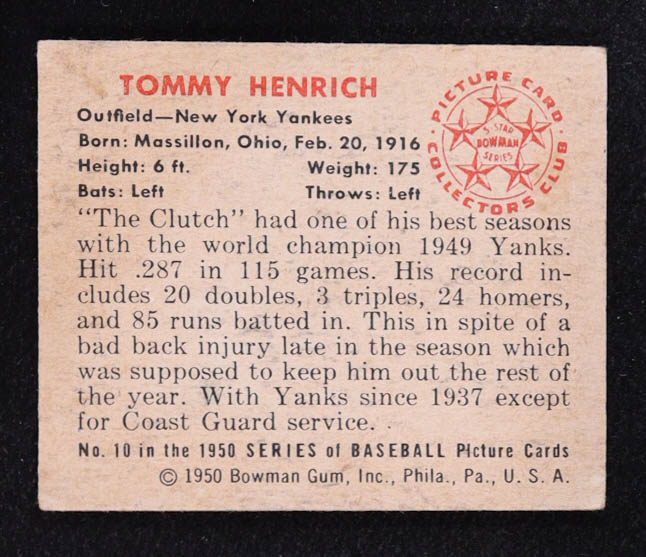 TOMMY HENRICH
Outfield—New York Yankees
Born: Massillon, Ohio, Feb. 20, 1916
Height: 6 ft. Weight: 175
Bats: Left Throws: Left
PICTURE CARD
COLLECTORS CLUB
5-STAR
BOWMAN
SERIES
"The Clutch" had one of his best seasons
with the world champion 1949 Yanks.
Hit .287 in 115 games. His record in-
cludes 20 doubles, 3 triples, 24 homers,
and 85 runs batted in. This in spite of a
bad back injury late in the season which
was supposed to keep him out the rest of
the year. With Yanks since 1937 except
for Coast Guard service.
No. 10 in the 1950 SERIES of BASEBALL Picture Cards
© 1950 Bowman Gum, Inc., Phila., Pa., U. S. A.